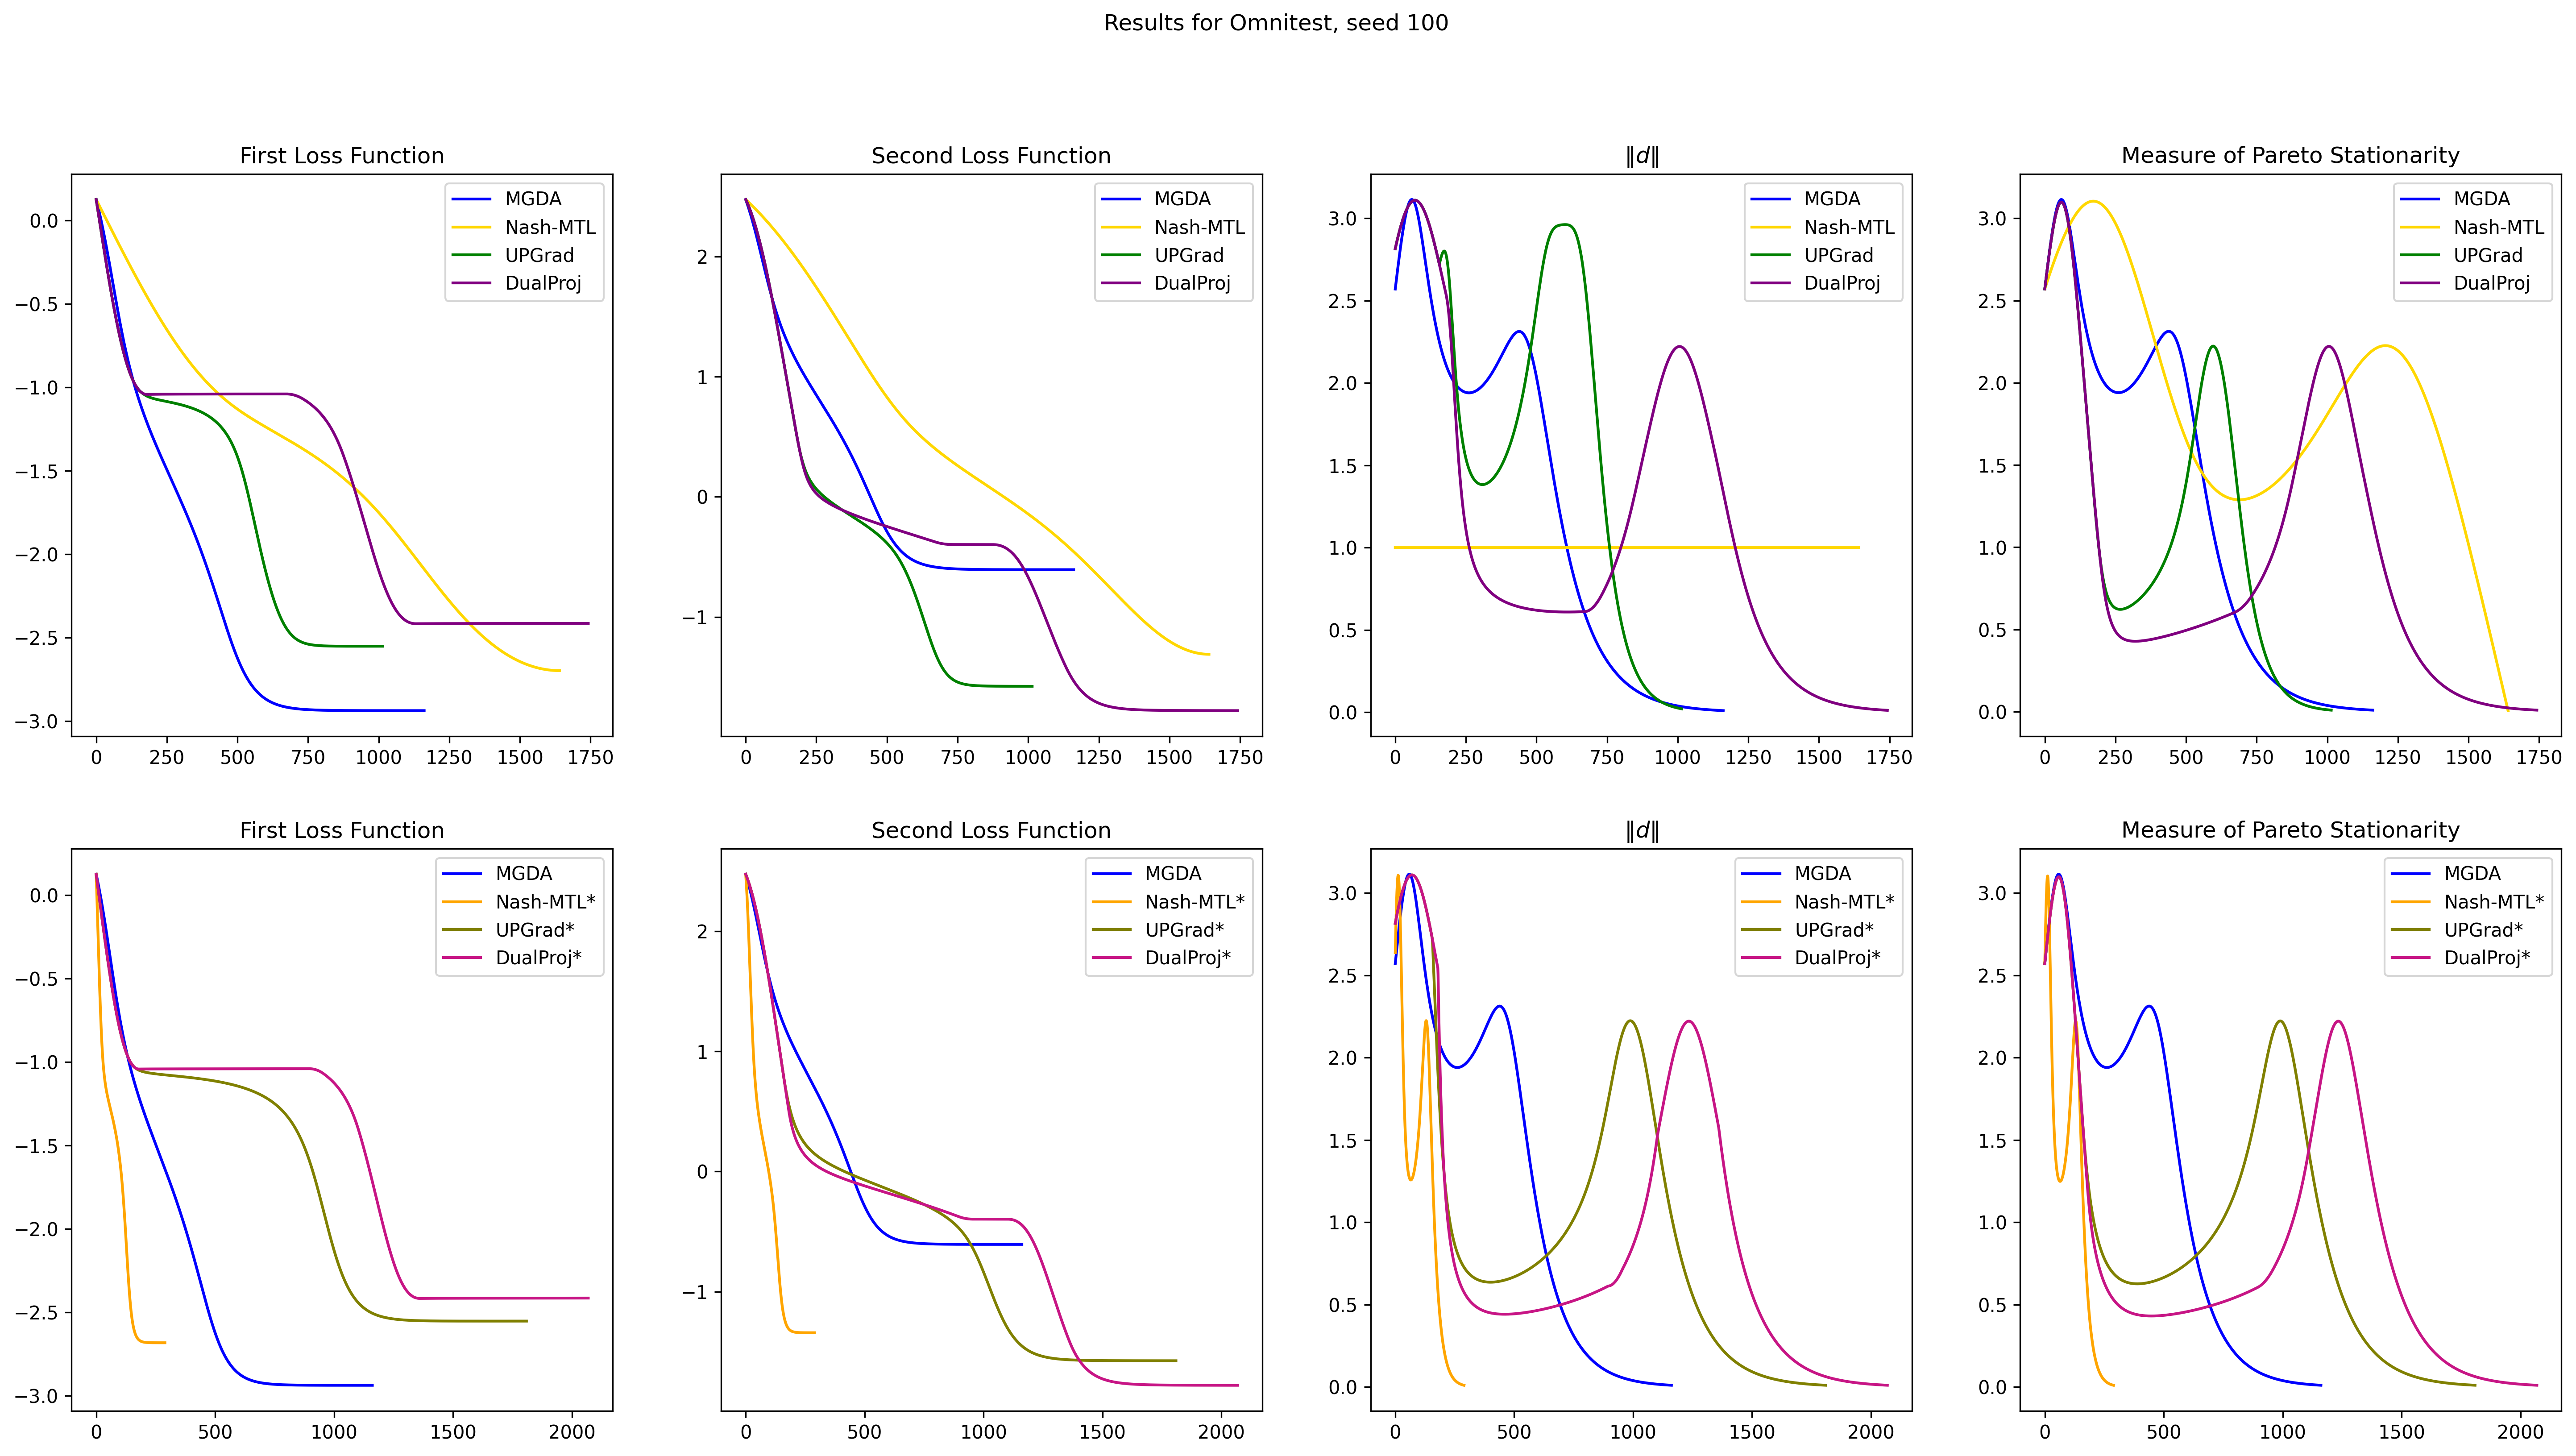 Results for Omnitest, seed 100
First Loss Function
0.0
−0.5
−1.0
−1.5
−2.0
−2.5
−3.0
0 250 500 750 1000 1250 1500 1750
MGDA
Nash-MTL
UPGrad
DualProj
Second Loss Function
2
1
0
−1
0 250 500 750 1000 1250 1500 1750
MGDA
Nash-MTL
UPGrad
DualProj
‖d‖
3.0
2.5
2.0
1.5
1.0
0.5
0.0
0 250 500 750 1000 1250 1500 1750
MGDA
Nash-MTL
UPGrad
DualProj
Measure of Pareto Stationarity
3.0
2.5
2.0
1.5
1.0
0.5
0.0
0 250 500 750 1000 1250 1500 1750
MGDA
Nash-MTL
UPGrad
DualProj
First Loss Function
0.0
−0.5
−1.0
−1.5
−2.0
−2.5
−3.0
0 500 1000 1500 2000
MGDA
Nash-MTL*
UPGrad*
DualProj*
Second Loss Function
2
1
0
−1
0 500 1000 1500 2000
MGDA
Nash-MTL*
UPGrad*
DualProj*
‖d‖
3.0
2.5
2.0
1.5
1.0
0.5
0.0
0 500 1000 1500 2000
MGDA
Nash-MTL*
UPGrad*
DualProj*
Measure of Pareto Stationarity
3.0
2.5
2.0
1.5
1.0
0.5
0.0
0 500 1000 1500 2000
MGDA
Nash-MTL*
UPGrad*
DualProj*